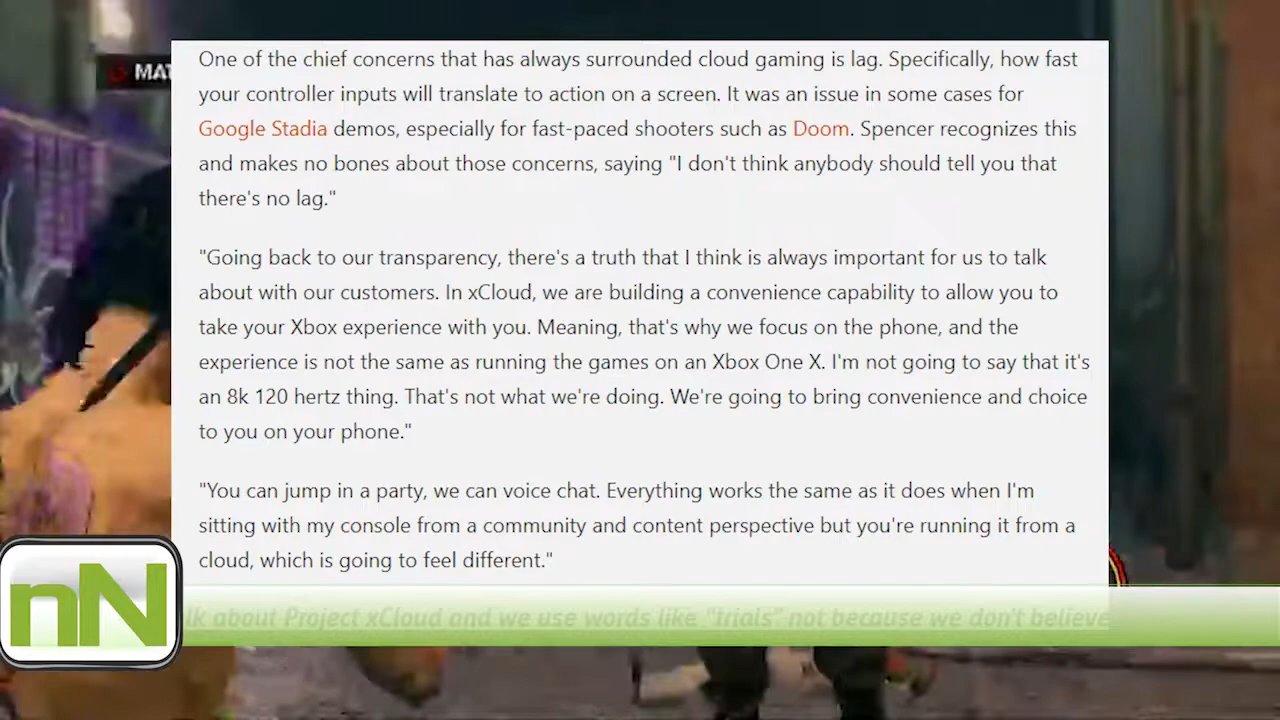 MAT
One of the chief concerns that has always surrounded cloud gaming is lag. Specifically, how fast
your controller inputs will translate to action on a screen. It was an issue in some cases for
Google Stadia demos, especially for fast-paced shooters such as Doom. Spencer recognizes this
and makes no bones about those concerns, saying "I don't think anybody should tell you that
there's no lag."
"Going back to our transparency, there's a truth that I think is always important for us to talk
about with our customers. In xCloud, we are building a convenience capability to allow you to
take your Xbox experience with you. Meaning, that's why we focus on the phone, and the
experience is not the same as running the games on an Xbox One X. I'm not going to say that it's
an 8k 120 hertz thing. That's not what we're doing. We're going to bring convenience and choice
to you on your phone."
"You can jump in a party, we can voice chat. Everything works the same as it does when I'm
sitting with my console from a community and content perspective but you're running it from a
cloud, which is going to feel different."
lk about Project xCloud and we use words like "trials" not because we don't believe
nN